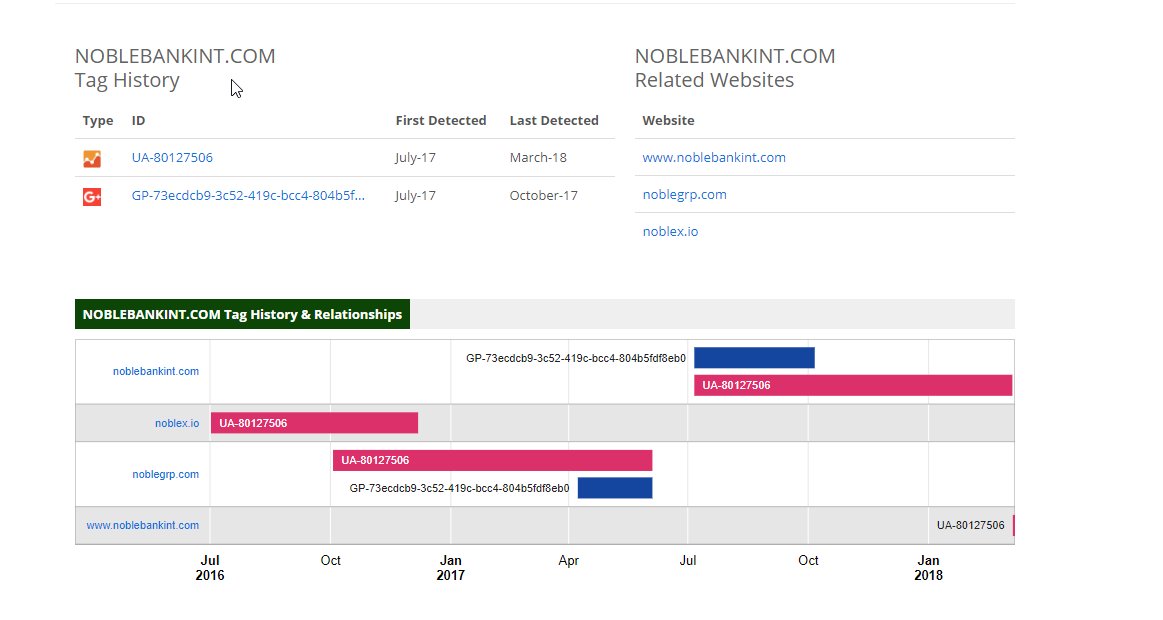 NOBLEBANKINT.COM
Tag History
Type ID First Detected Last Detected
UA-80127506 July-17 March-18
G+ GP-73ecdcb9-3c52-419c-bcc4-804b5f... July-17 October-17
NOBLEBANKINT.COM
Related Websites
Website
www.noblebankint.com
noblegrp.com
noblex.io
NOBLEBANKINT.COM Tag History & Relationships
GP-73ecdcb9-3c52-419c-bcc4-804b5fdf8eb0
noblebankint.com
UA-80127506
noblex.io UA-80127506
UA-80127506
noblegrp.com
GP-73ecdcb9-3c52-419c-bcc4-804b5fdf8eb0
www.noblebankint.com UA-80127506
Jul Oct Jan Apr Jul Oct Jan
2016 2017 2018